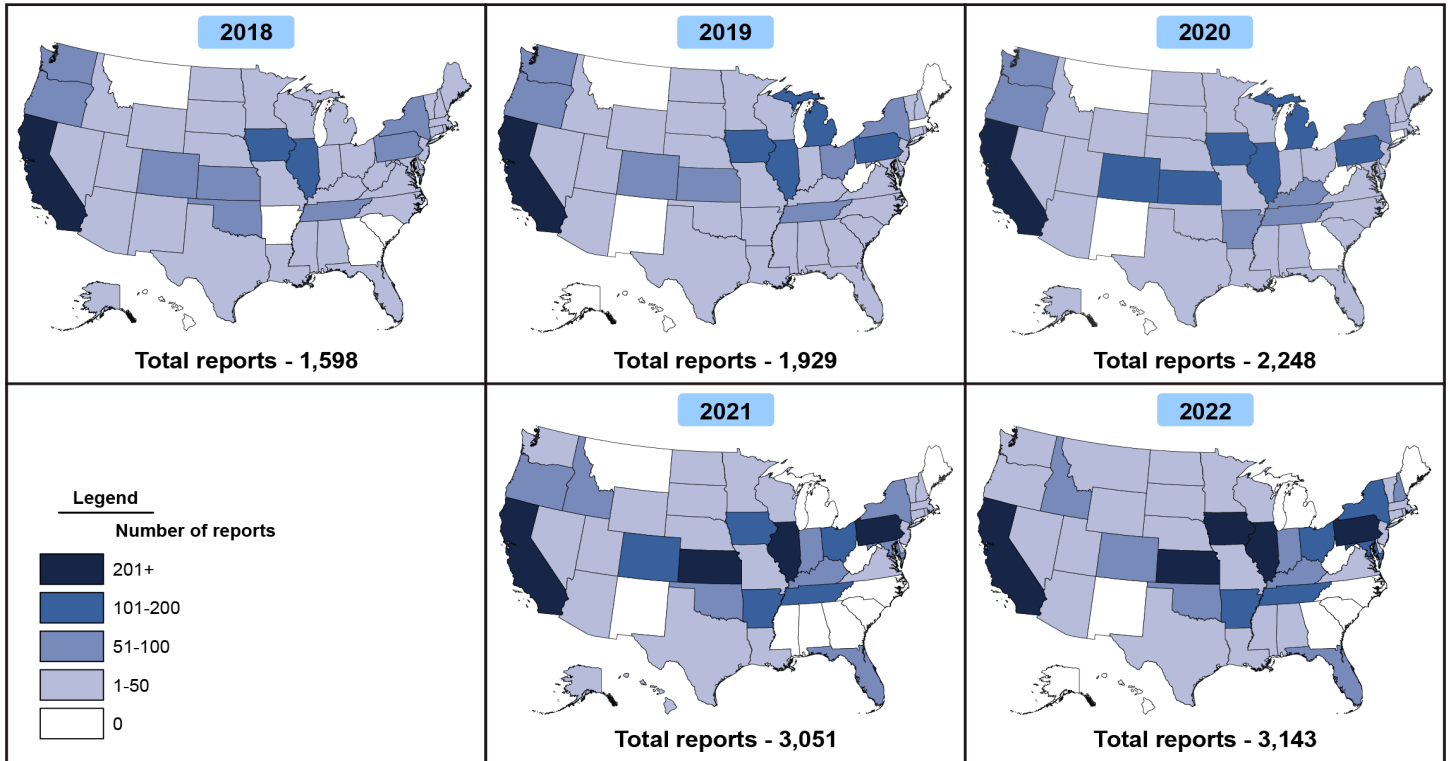 2018
Total reports - 1,598
2019
Total reports - 1,929
2020
Total reports - 2,248
Legend
Number of reports
201+
101-200
51-100
1-50
0
2021
Total reports - 3,051
2022
Total reports - 3,143